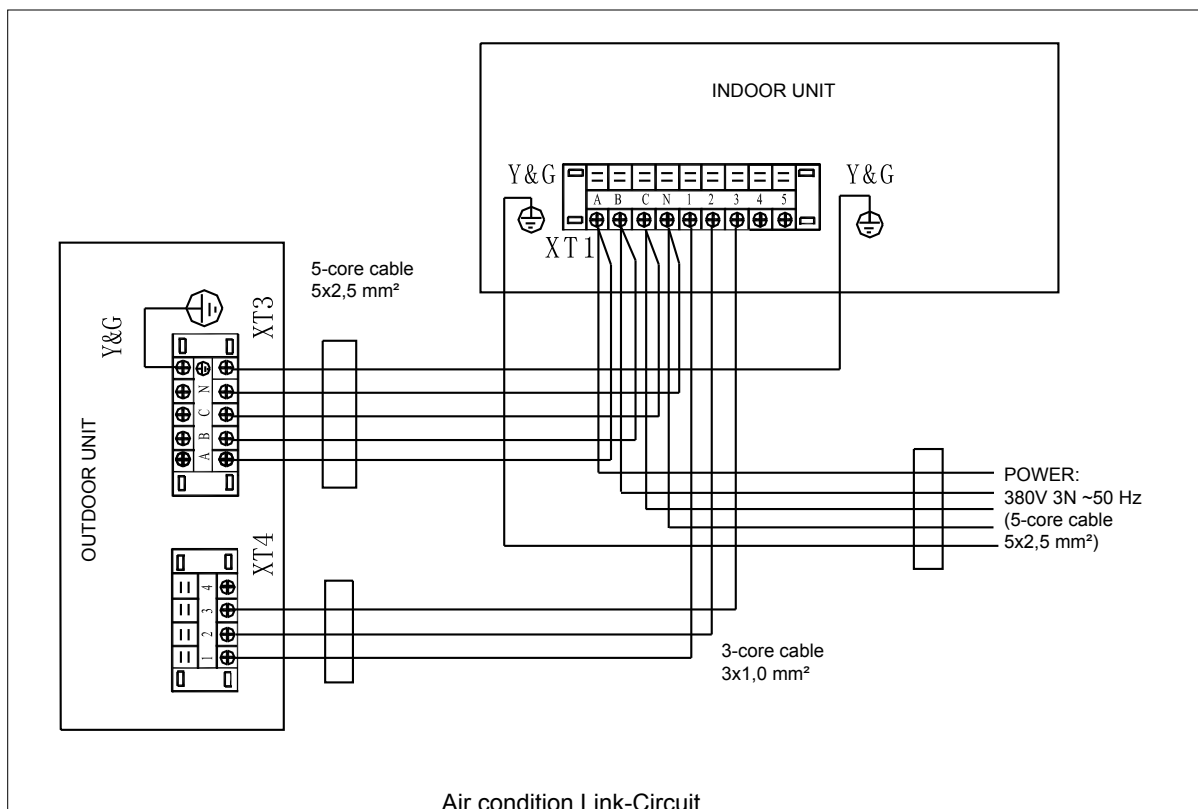 INDOOR UNIT
Y&G
Y&G
A B C N 1 2 3 4 5
XT1
5-core cable
5x2,5 mm²
Y&G
XT3
N
C
B
A
OUTDOOR UNIT
POWER:
380V 3N ~50 Hz
(5-core cable
5x2,5 mm²)
XT4
4
3
2
1
3-core cable
3x1,0 mm²
Air condition Link-Circuit